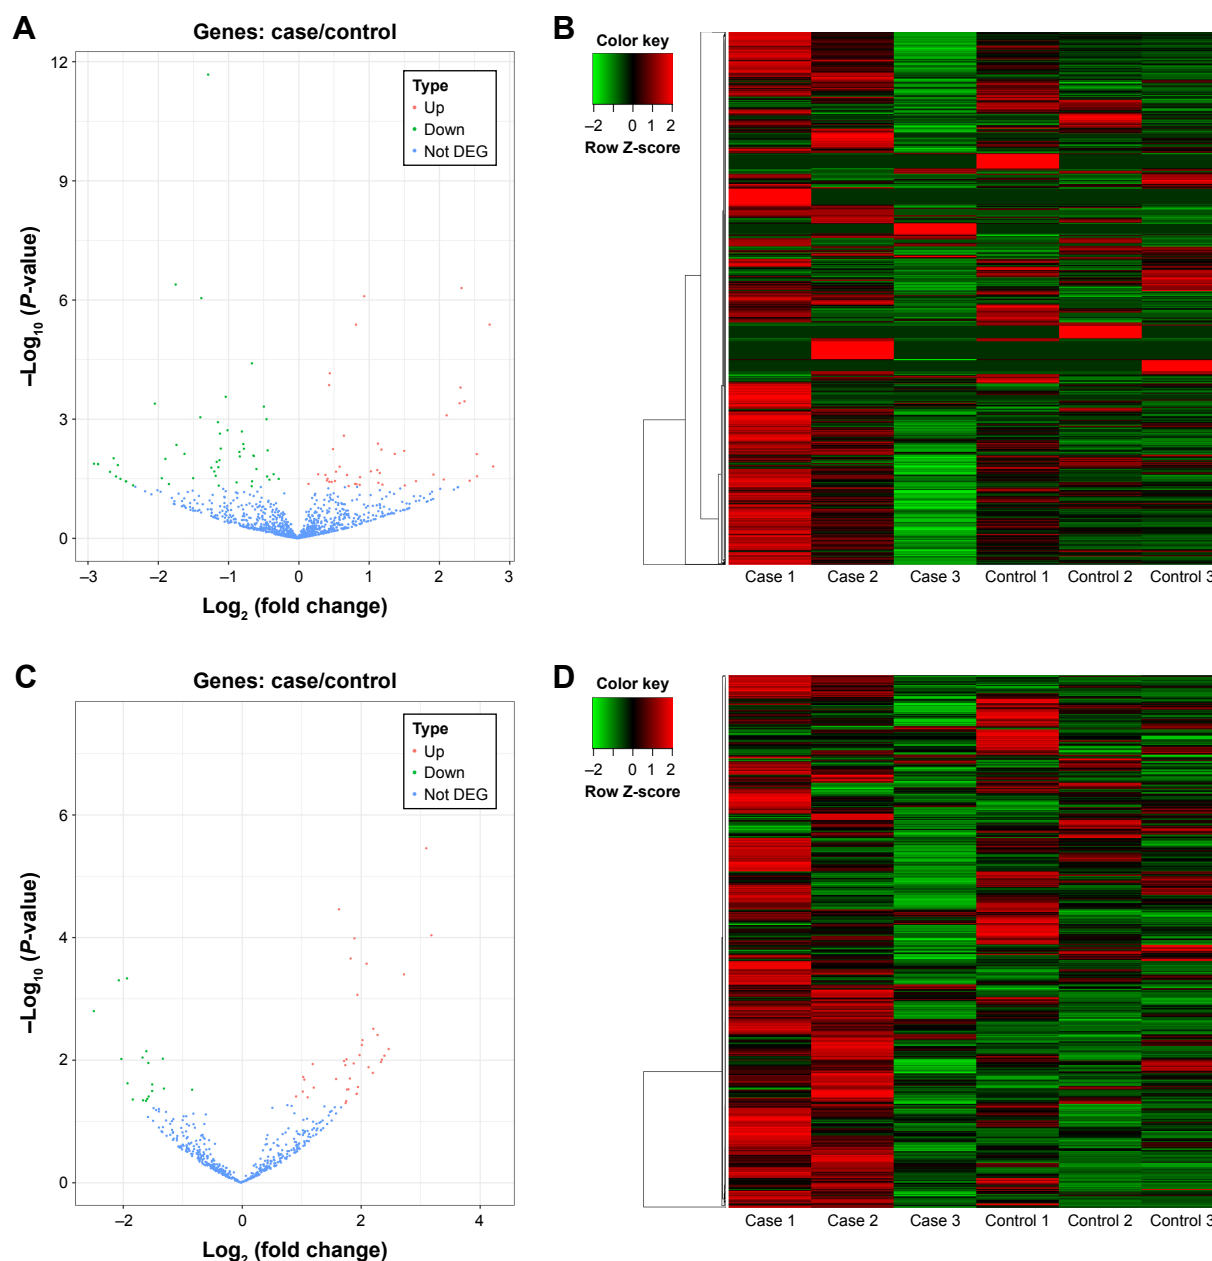 A
Genes: case/control
12
9
6
3
0
–3
–2
–1
0
1
2
3
–Log10 (P-value)
Log2 (fold change)
Type
Up
Down
Not DEG
B
Color key
–2 0 1 2
Row Z-score
Case 1 Case 2 Case 3 Control 1 Control 2 Control 3
C
Genes: case/control
6
4
2
0
–2
0
2
4
–Log10 (P-value)
Log2 (fold change)
Type
Up
Down
Not DEG
D
Color key
–2 0 1 2
Row Z-score
Case 1 Case 2 Case 3 Control 1 Control 2 Control 3